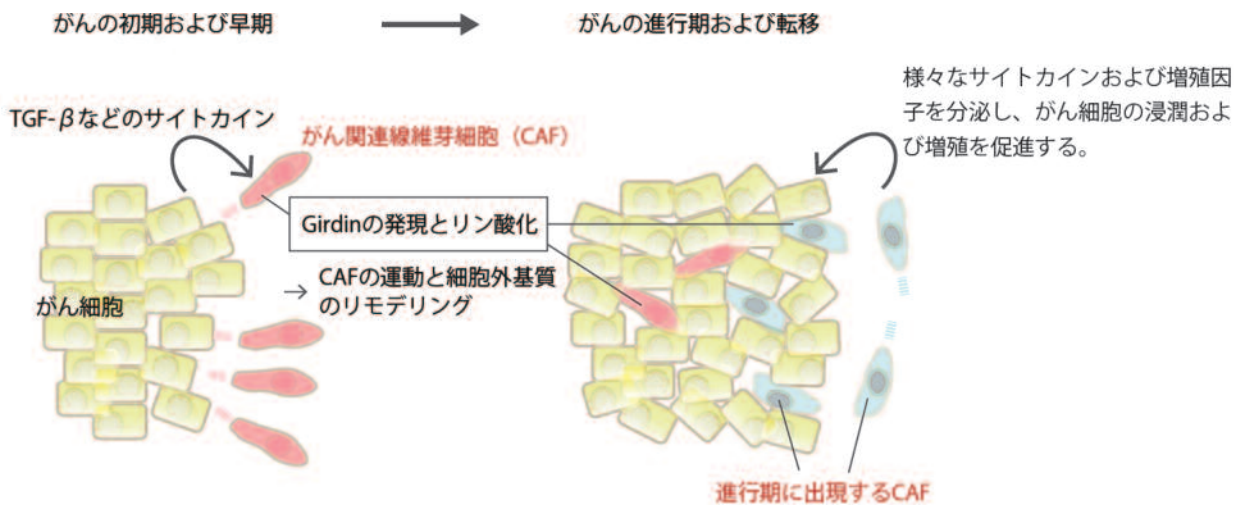 がんの初期および早期
がんの進行期および転移
様々なサイトカインおよび増殖因
子を分泌し、がん細胞の浸潤およ
び増殖を促進する。
TGF-βなどのサイトカイン
がん関連線維芽細胞（CAF）
Girdinの発現とリン酸化
→ CAFの運動と細胞外基質
のリモデリング
がん細胞
進行期に出現するCAF